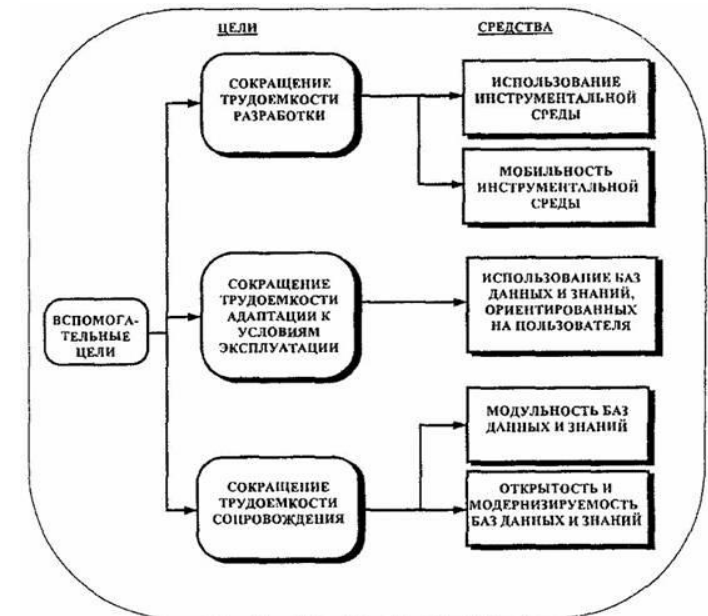 ЦЕЛИ
СРЕДСТВА
СОКРАЩЕНИЕ
ТРУДОЕМКОСТИ
РАЗРАБОТКИ
ИСПОЛЬЗОВАНИЕ
ИНСТРУМЕНТАЛЬНОЙ
СРЕДЫ
МОБИЛЬНОСТЬ
ИНСТРУМЕНТАЛЬНОЙ
СРЕДЫ
ВСПОМОГА-
ТЕЛЬНЫЕ
ЦЕЛИ
СОКРАЩЕНИЕ
ТРУДОЕМКОСТИ
АДАПТАЦИИ К
УСЛОВИЯМ
ЭКСПЛУАТАЦИИ
ИСПОЛЬЗОВАНИЕ БАЗ
ДАННЫХ И ЗНАНИЙ,
ОРИЕНТИРОВАННЫХ
НА ПОЛЬЗОВАТЕЛЯ
СОКРАЩЕНИЕ
ТРУДОЕМКОСТИ
СОПРОВОЖДЕНИЯ
МОДУЛЬНОСТЬ БАЗ
ДАННЫХ И ЗНАНИЙ
ОТКРЫТОСТЬ И
МОДЕРНИЗИРУЕМОСТЬ
БАЗ ДАННЫХ И ЗНАНИЙ